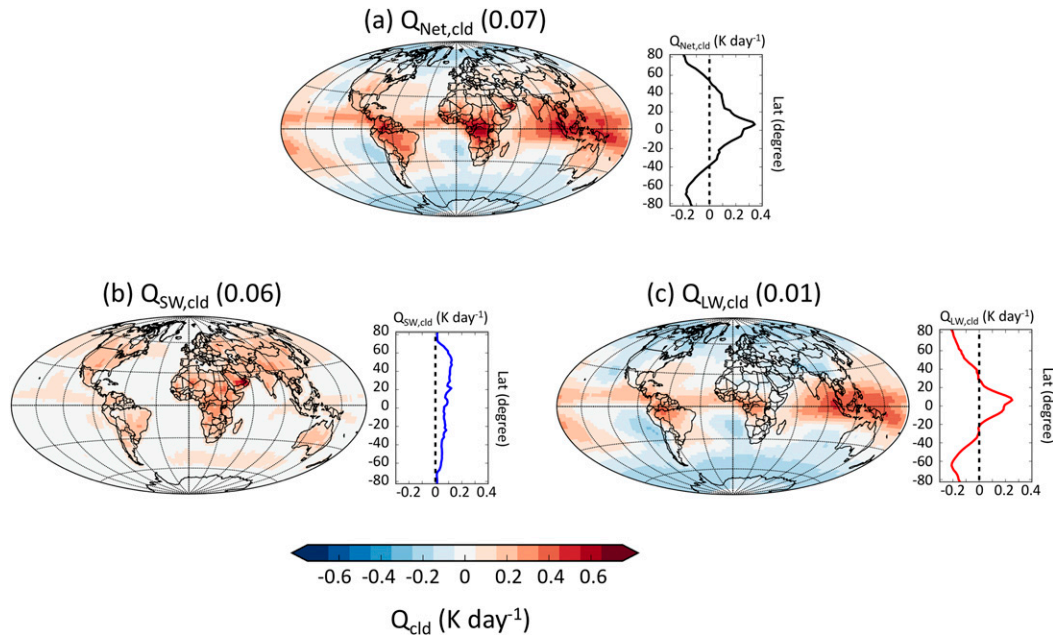 (a) Q_Net,cld (0.07)
Q_Net,cld (K day⁻¹)
80
60
40
20
0
-20
-40
-60
-80
Lat (degree)
-0.2 0 0.2 0.4
(b) Q_SW,cld (0.06)
Q_SW,cld (K day⁻¹)
80
60
40
20
0
-20
-40
-60
-80
Lat (degree)
-0.2 0 0.2 0.4
(c) Q_LW,cld (0.01)
Q_LW,cld (K day⁻¹)
80
60
40
20
0
-20
-40
-60
-80
Lat (degree)
-0.2 0 0.2 0.4
-0.6 -0.4 -0.2 0 0.2 0.4 0.6
Q_cld (K day⁻¹)